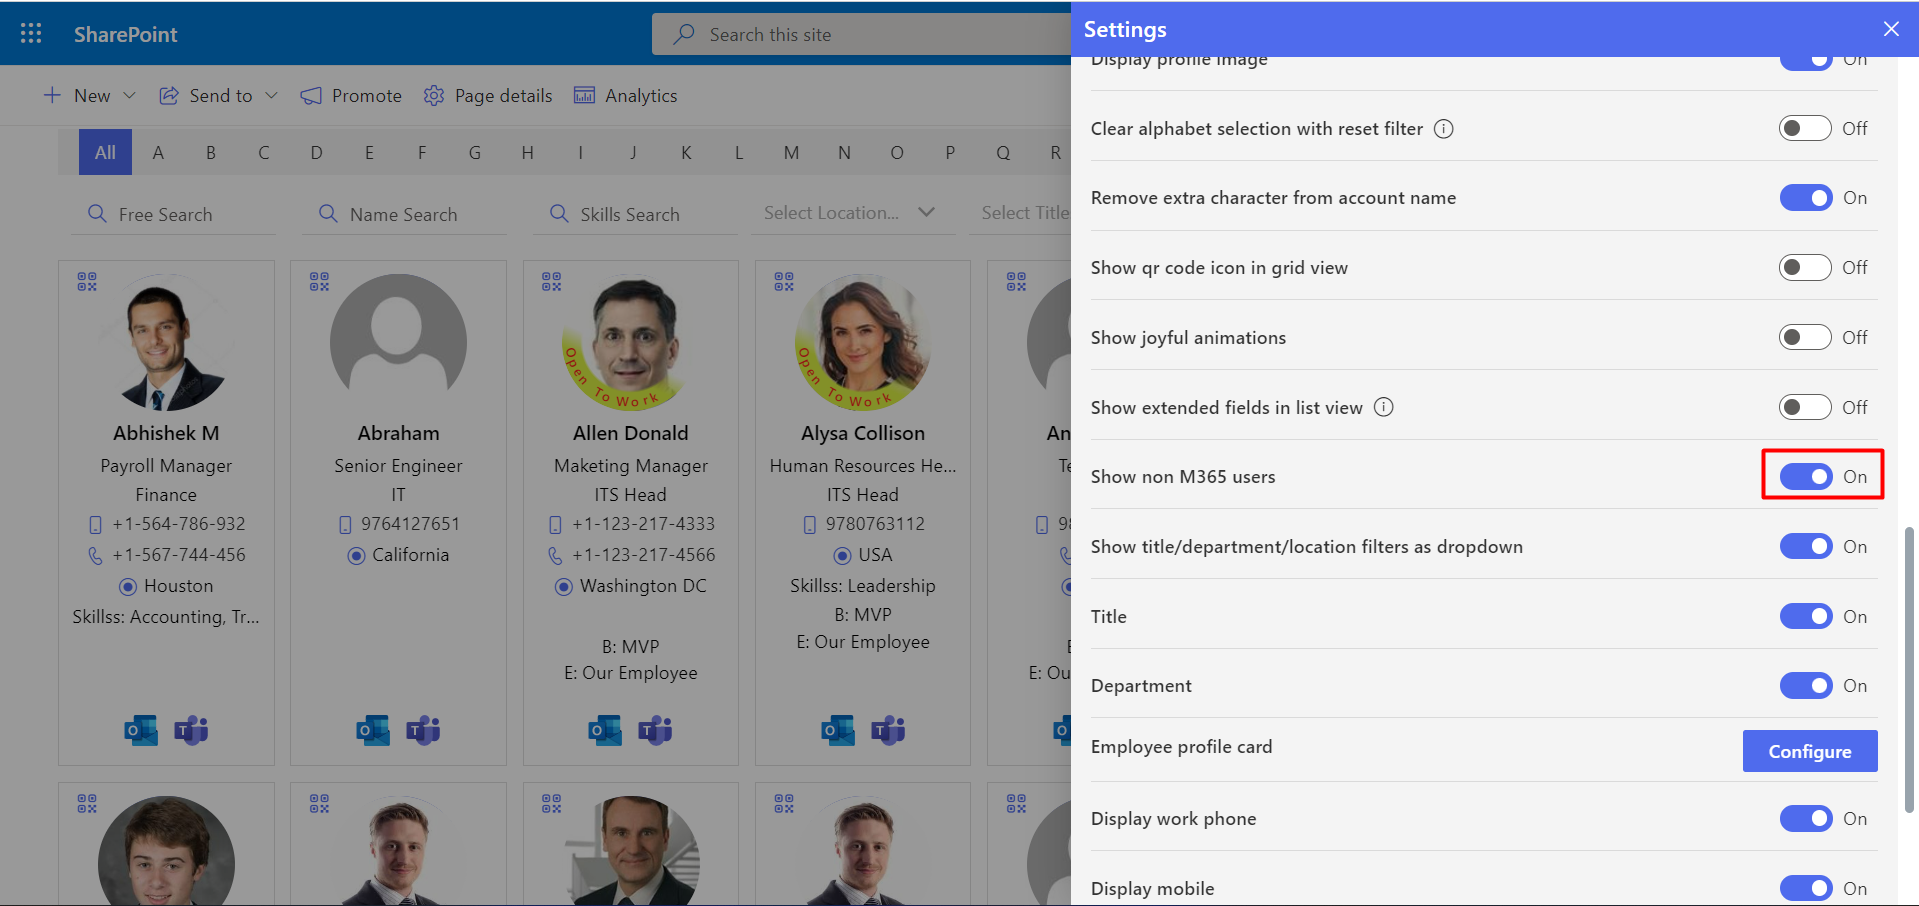 SharePoint
Search this site
New
Send to
Promote
Page details
Analytics
All A B C D E F G H I J K L M N O P Q R
Free Search
Name Search
Skills Search
Select Location...
Select Title
Abhishek M
Payroll Manager
Finance
+1-564-786-932
+1-567-744-456
Houston
Skillss: Accounting, Tr...
Abraham
Senior Engineer
IT
9764127651
California
Open To Work
Allen Donald
Maketing Manager
ITS Head
+1-123-217-4333
+1-123-217-4566
Washington DC
B: MVP
E: Our Employee
Open To Work
Alysa Collison
Human Resources He...
ITS Head
9780763112
USA
Skillss: Leadership
B: MVP
E: Our Employee
An
Te
98
E: Ou
Settings
Display profile image On
Clear alphabet selection with reset filter Off
Remove extra character from account name On
Show qr code icon in grid view Off
Show joyful animations Off
Show extended fields in list view Off
Show non M365 users On
Show title/department/location filters as dropdown On
Title On
Department On
Employee profile card Configure
Display work phone On
Display mobile On